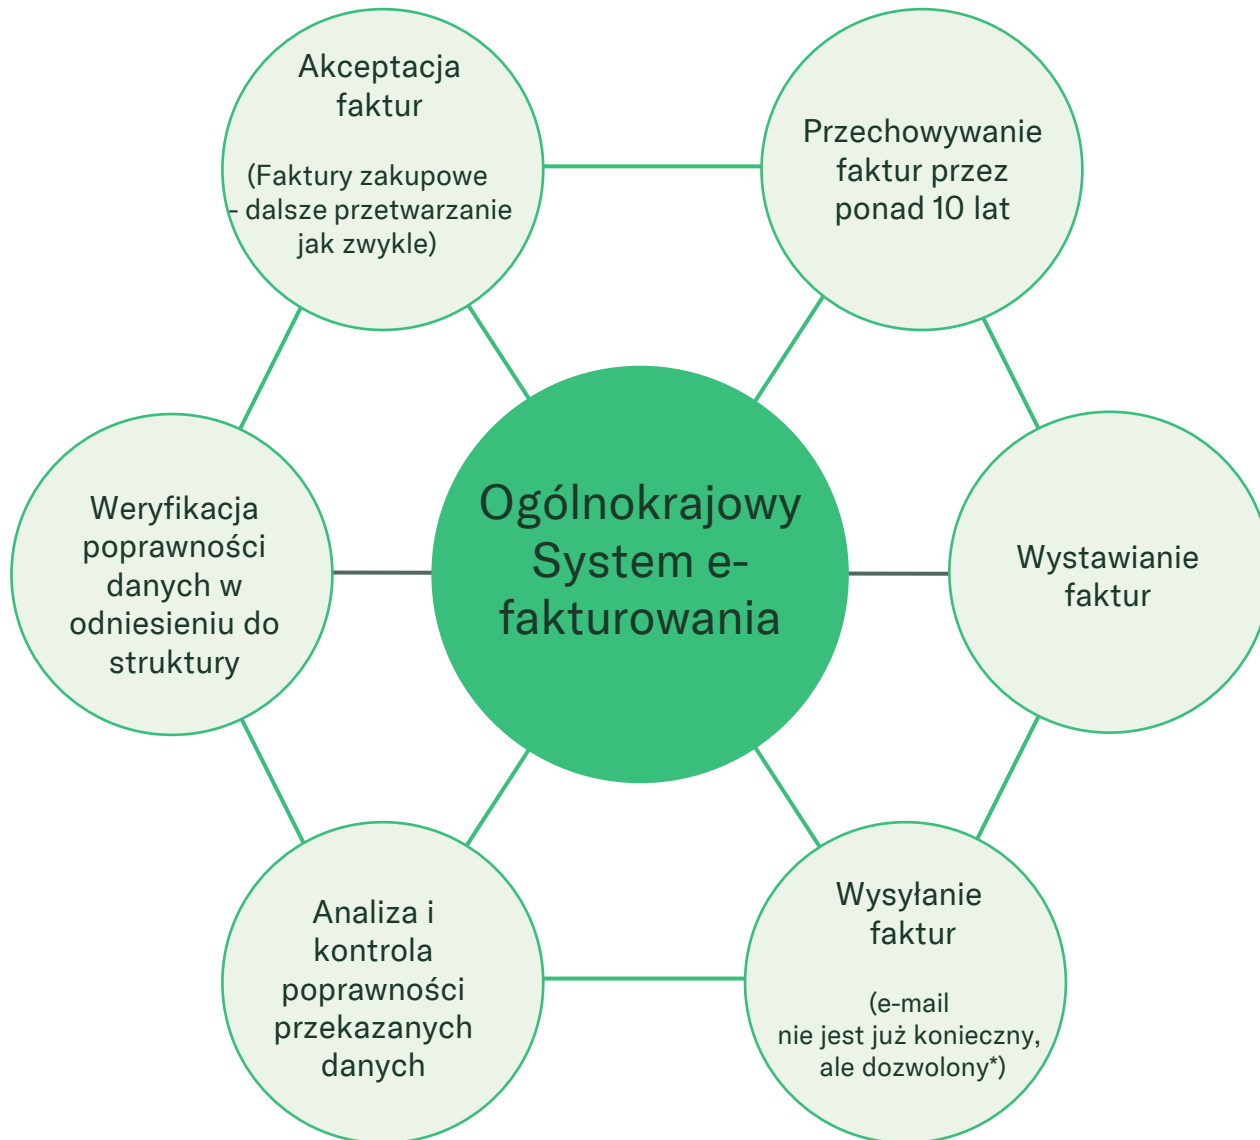 Akceptacja
faktur
(Faktury zakupowe
- dalsze przetwarzanie
jak zwykle)
Przechowywanie
faktur przez
ponad 10 lat
Weryfikacja
poprawności
danych w
odniesieniu do
struktury
Ogólnokrajowy
System e-
fakturowania
Wystawianie
faktur
Analiza i
kontrola
poprawności
przekazanych
danych
Wysyłanie
faktur
(e-mail
nie jest już konieczny,
ale dozwolony*)